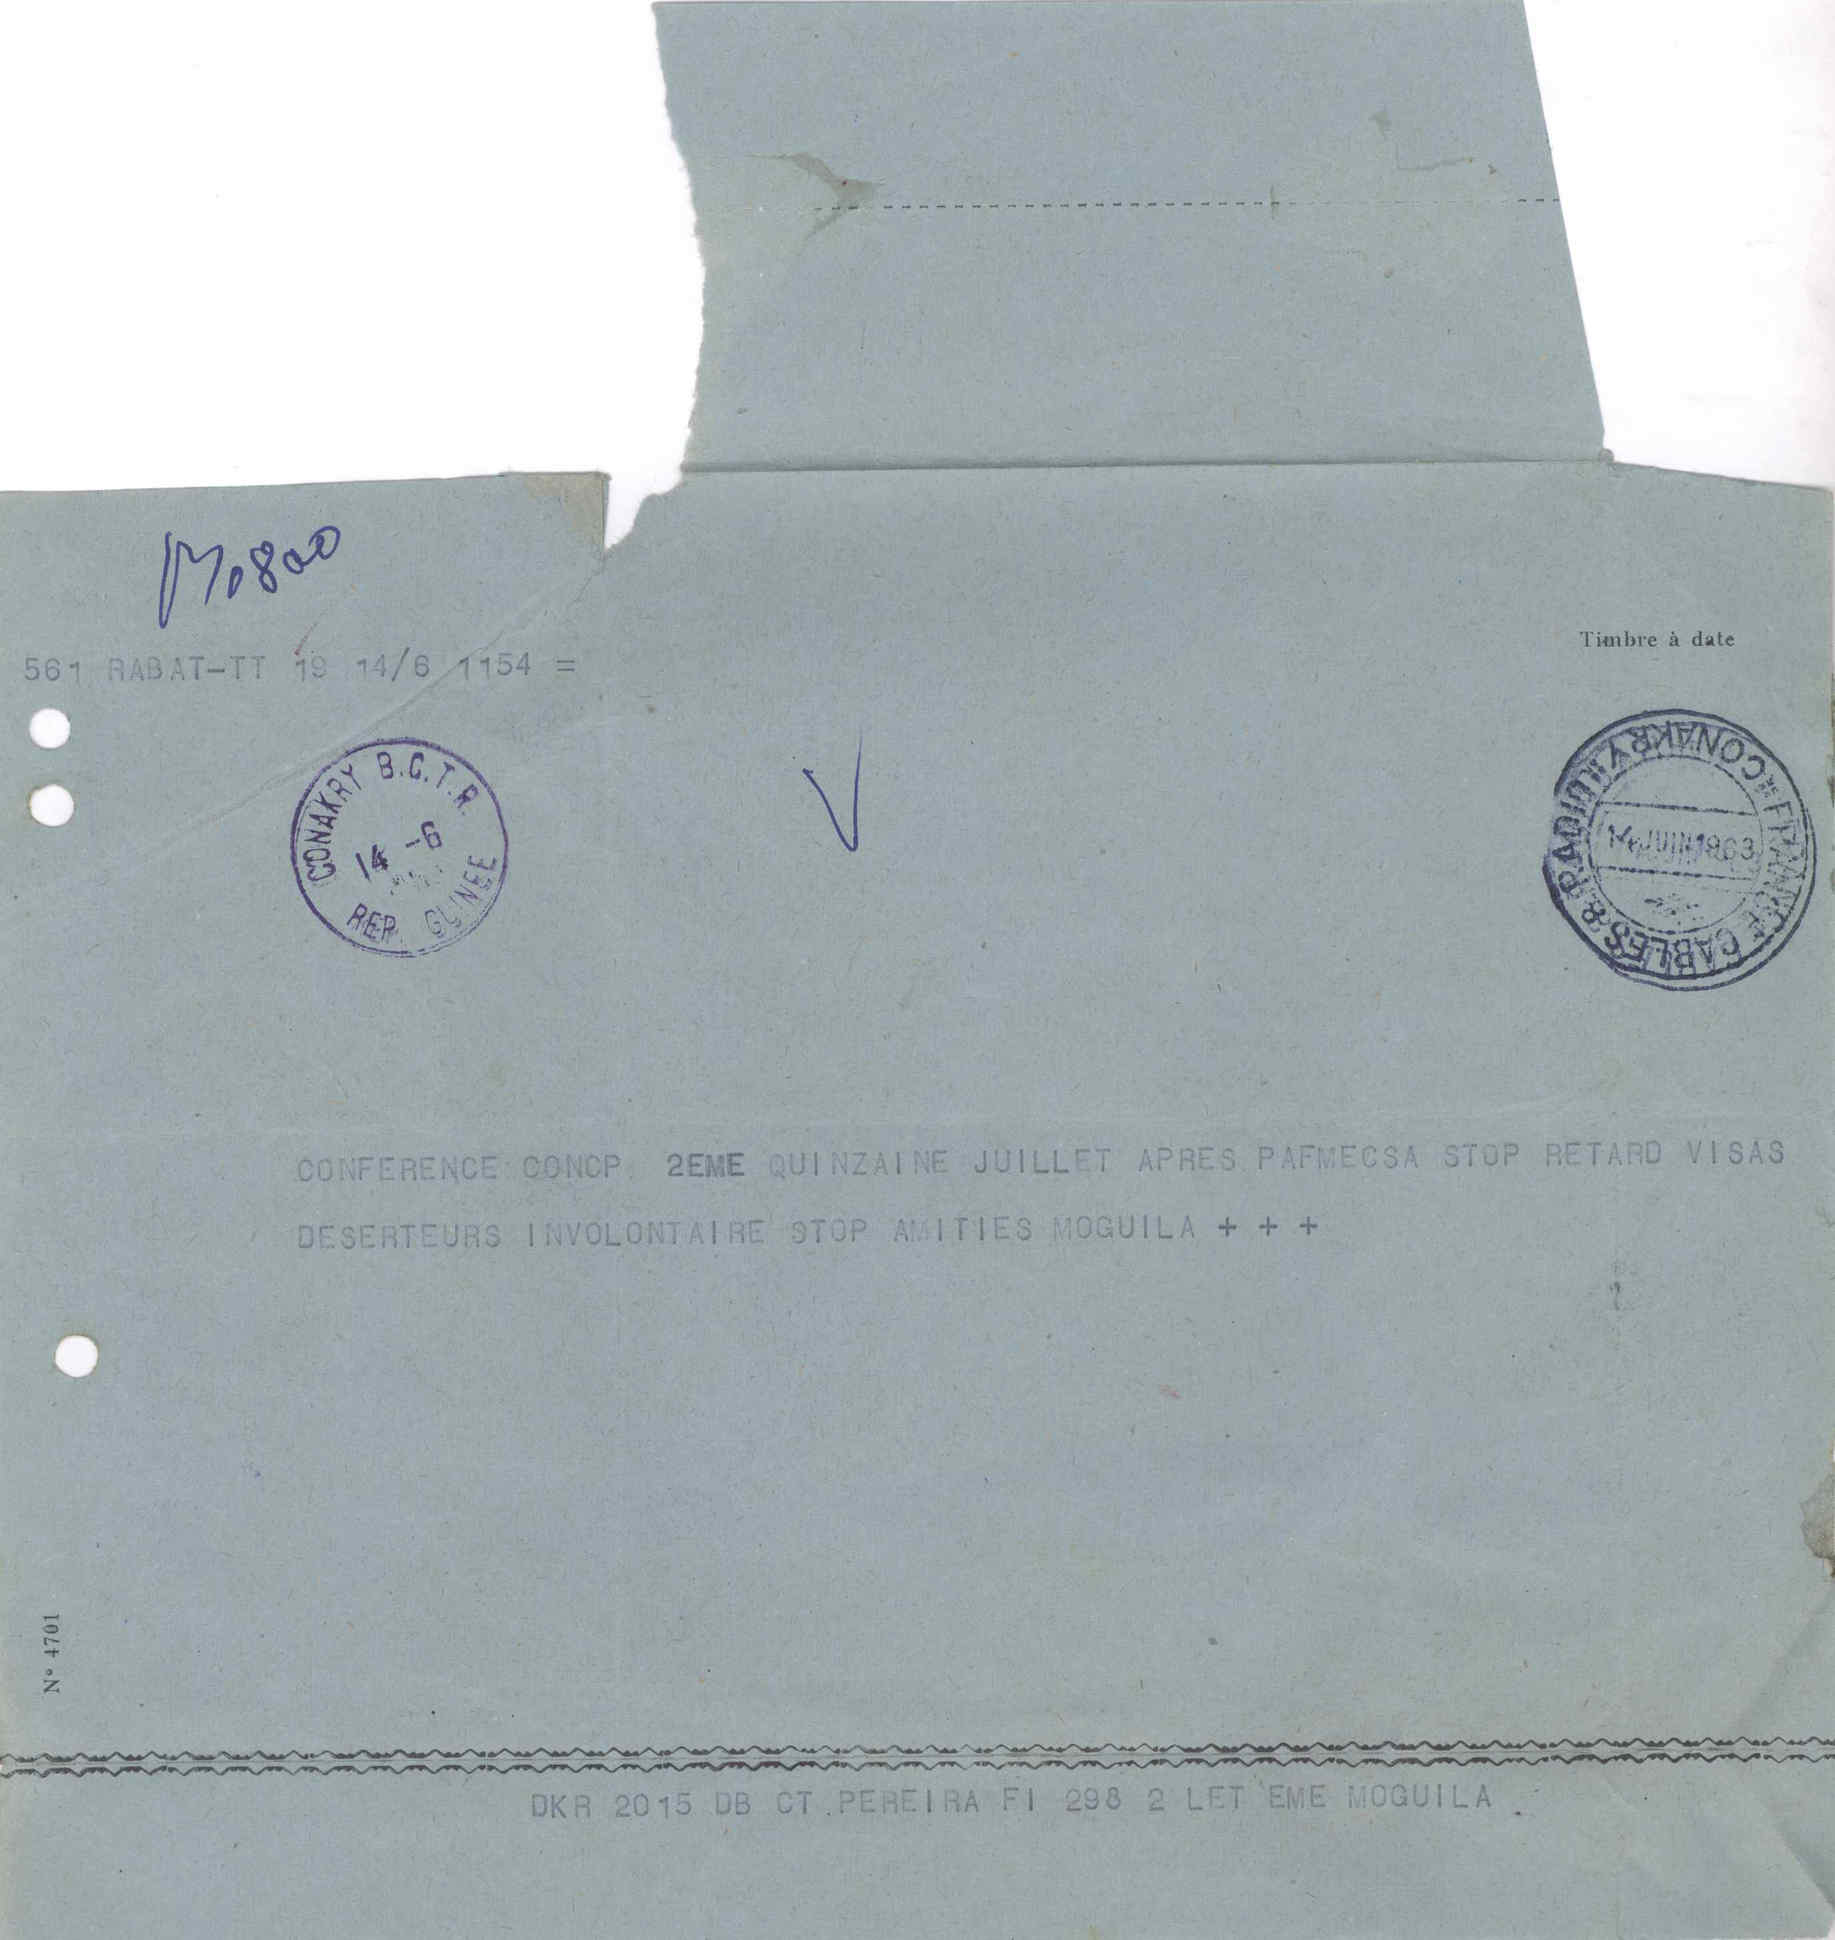 561 RABAT-TT 19 14/6 1154 =
Timbre à date
CONAKRY B.C.T.R.
14 -6
REP. GUINEE
FRANCE CABLES & RADIO
CONAKRY
14 JUIN 1963
CONFERENCE CONCP 2EME QUINZAINE JUILLET APRES PAFMECSA STOP RETARD VISAS
DESERTEURS INVOLONTAIRE STOP AMITIES MOGUILA + + +
N° 4701
DKR 2015 DB CT PEREIRA FI 298 2 LET EME MOGUILA